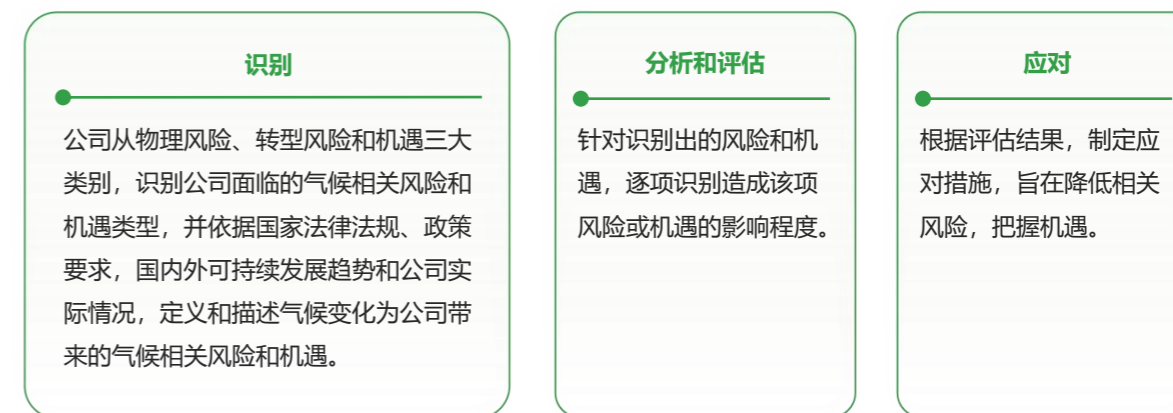 识别
公司从物理风险、转型风险和机遇三大
类别，识别公司面临的气候相关风险和
机遇类型，并依据国家法律法规、政策
要求，国内外可持续发展趋势和公司实
际情况，定义和描述气候变化为公司带
来的气候相关风险和机遇。
分析和评估
针对识别出的风险和机
遇，逐项识别造成该项
风险或机遇的影响程度。
应对
根据评估结果，制定应
对措施，旨在降低相关
风险，把握机遇。